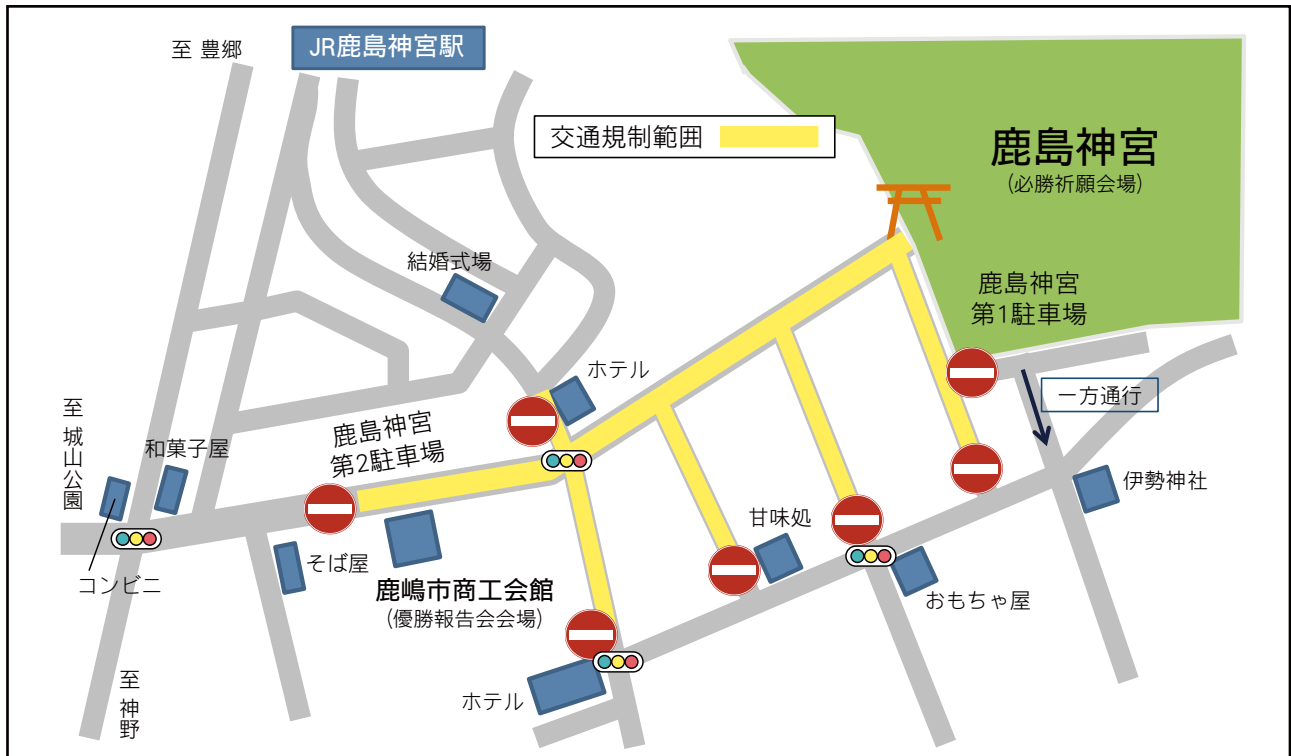 至 豊郷
JR鹿島神宮駅
交通規制範囲
鹿島神宮
(必勝祈願会場)
結婚式場
鹿島神宮
第1駐車場
ホテル
一方通行
至 城山公園
和菓子屋
鹿島神宮
第2駐車場
伊勢神社
甘味処
そば屋
コンビニ
鹿嶋市商工会館
(優勝報告会会場)
おもちゃ屋
至 神野
ホテル